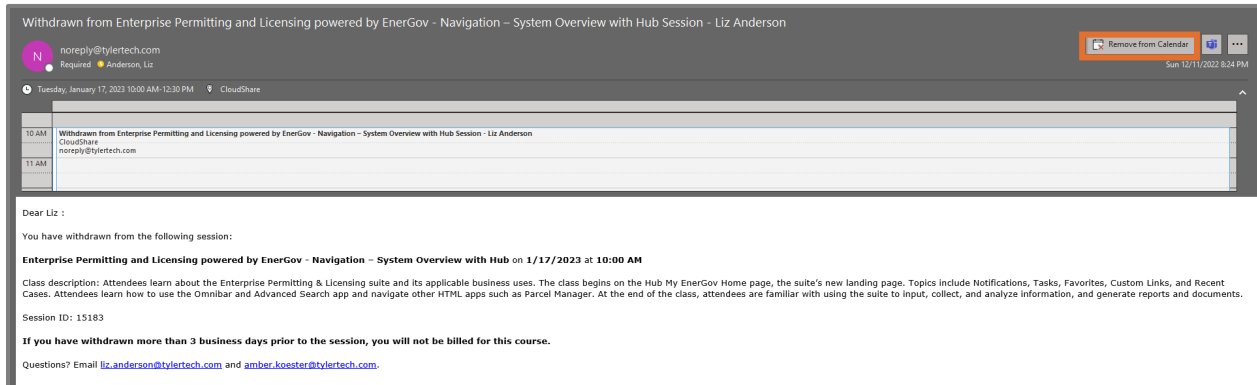 Withdrawn from Enterprise Permitting and Licensing powered by EnerGov - Navigation – System Overview with Hub Session - Liz Anderson
N
noreply@tylertech.com
Required Anderson, Liz
Remove from Calendar
Sun 12/11/2022 8:24 PM
Tuesday, January 17, 2023 10:00 AM-12:30 PM CloudShare
10 AM Withdrawn from Enterprise Permitting and Licensing powered by EnerGov - Navigation – System Overview with Hub Session - Liz Anderson
CloudShare
noreply@tylertech.com
11 AM
Dear Liz :
You have withdrawn from the following session:
Enterprise Permitting and Licensing powered by EnerGov - Navigation – System Overview with Hub on 1/17/2023 at 10:00 AM
Class description: Attendees learn about the Enterprise Permitting & Licensing suite and its applicable business uses. The class begins on the Hub My EnerGov Home page, the suite's new landing page. Topics include Notifications, Tasks, Favorites, Custom Links, and Recent
Cases. Attendees learn how to use the Omnibar and Advanced Search app and navigate other HTML apps such as Parcel Manager. At the end of the class, attendees are familiar with using the suite to input, collect, and analyze information, and generate reports and documents.
Session ID: 15183
If you have withdrawn more than 3 business days prior to the session, you will not be billed for this course.
Questions? Email liz.anderson@tylertech.com and amber.koester@tylertech.com.